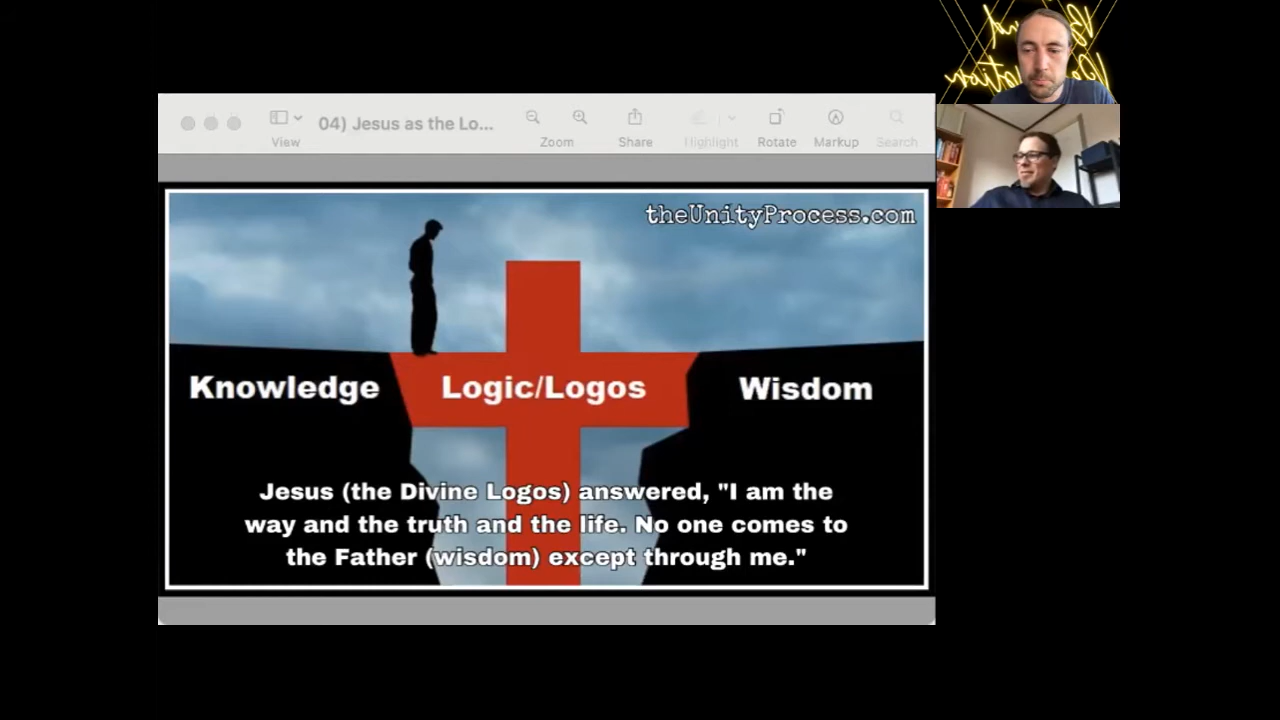 04) Jesus as the Lo...
View
Zoom
Share
Highlight
Rotate
Markup
Search
theUnityProcess.com
Knowledge
Logic/Logos
Wisdom
Jesus (the Divine Logos) answered, "I am the
way and the truth and the life. No one comes to
the Father (wisdom) except through me."